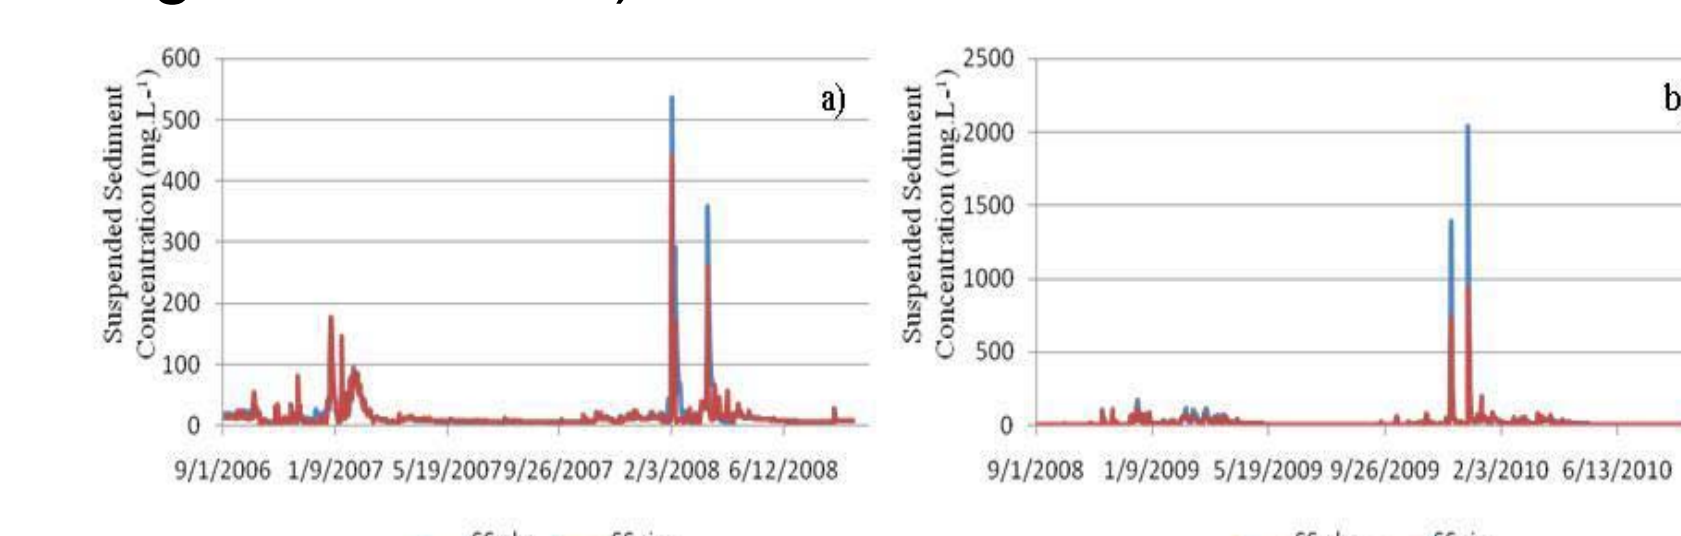 Suspended Sediment
Concentration (mg.L-¹)
600
500
400
300
200
100
0
a)
9/1/2006 1/9/2007 5/19/2007 9/26/2007 2/3/2008 6/12/2008
Suspended Sediment
Concentration (mg.L-¹)
2500
2000
1500
1000
500
0
b
9/1/2008 1/9/2009 5/19/2009 9/26/2009 2/3/2010 6/13/2010